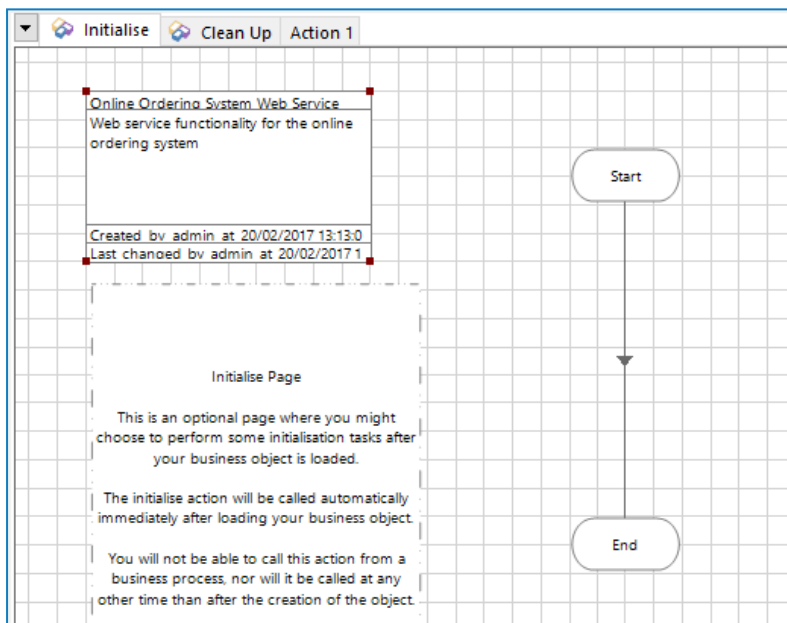 Initialise
Clean Up
Action 1
Online Ordering System Web Service
Web service functionality for the online
ordering system
Created by admin at 20/02/2017 13:13:0
Last changed by admin at 20/02/2017 1
Initialise Page
This is an optional page where you might
choose to perform some initialisation tasks after
your business object is loaded.
The initialise action will be called automatically
immediately after loading your business object.
You will not be able to call this action from a
business process, nor will it be called at any
other time than after the creation of the object.
Start
End